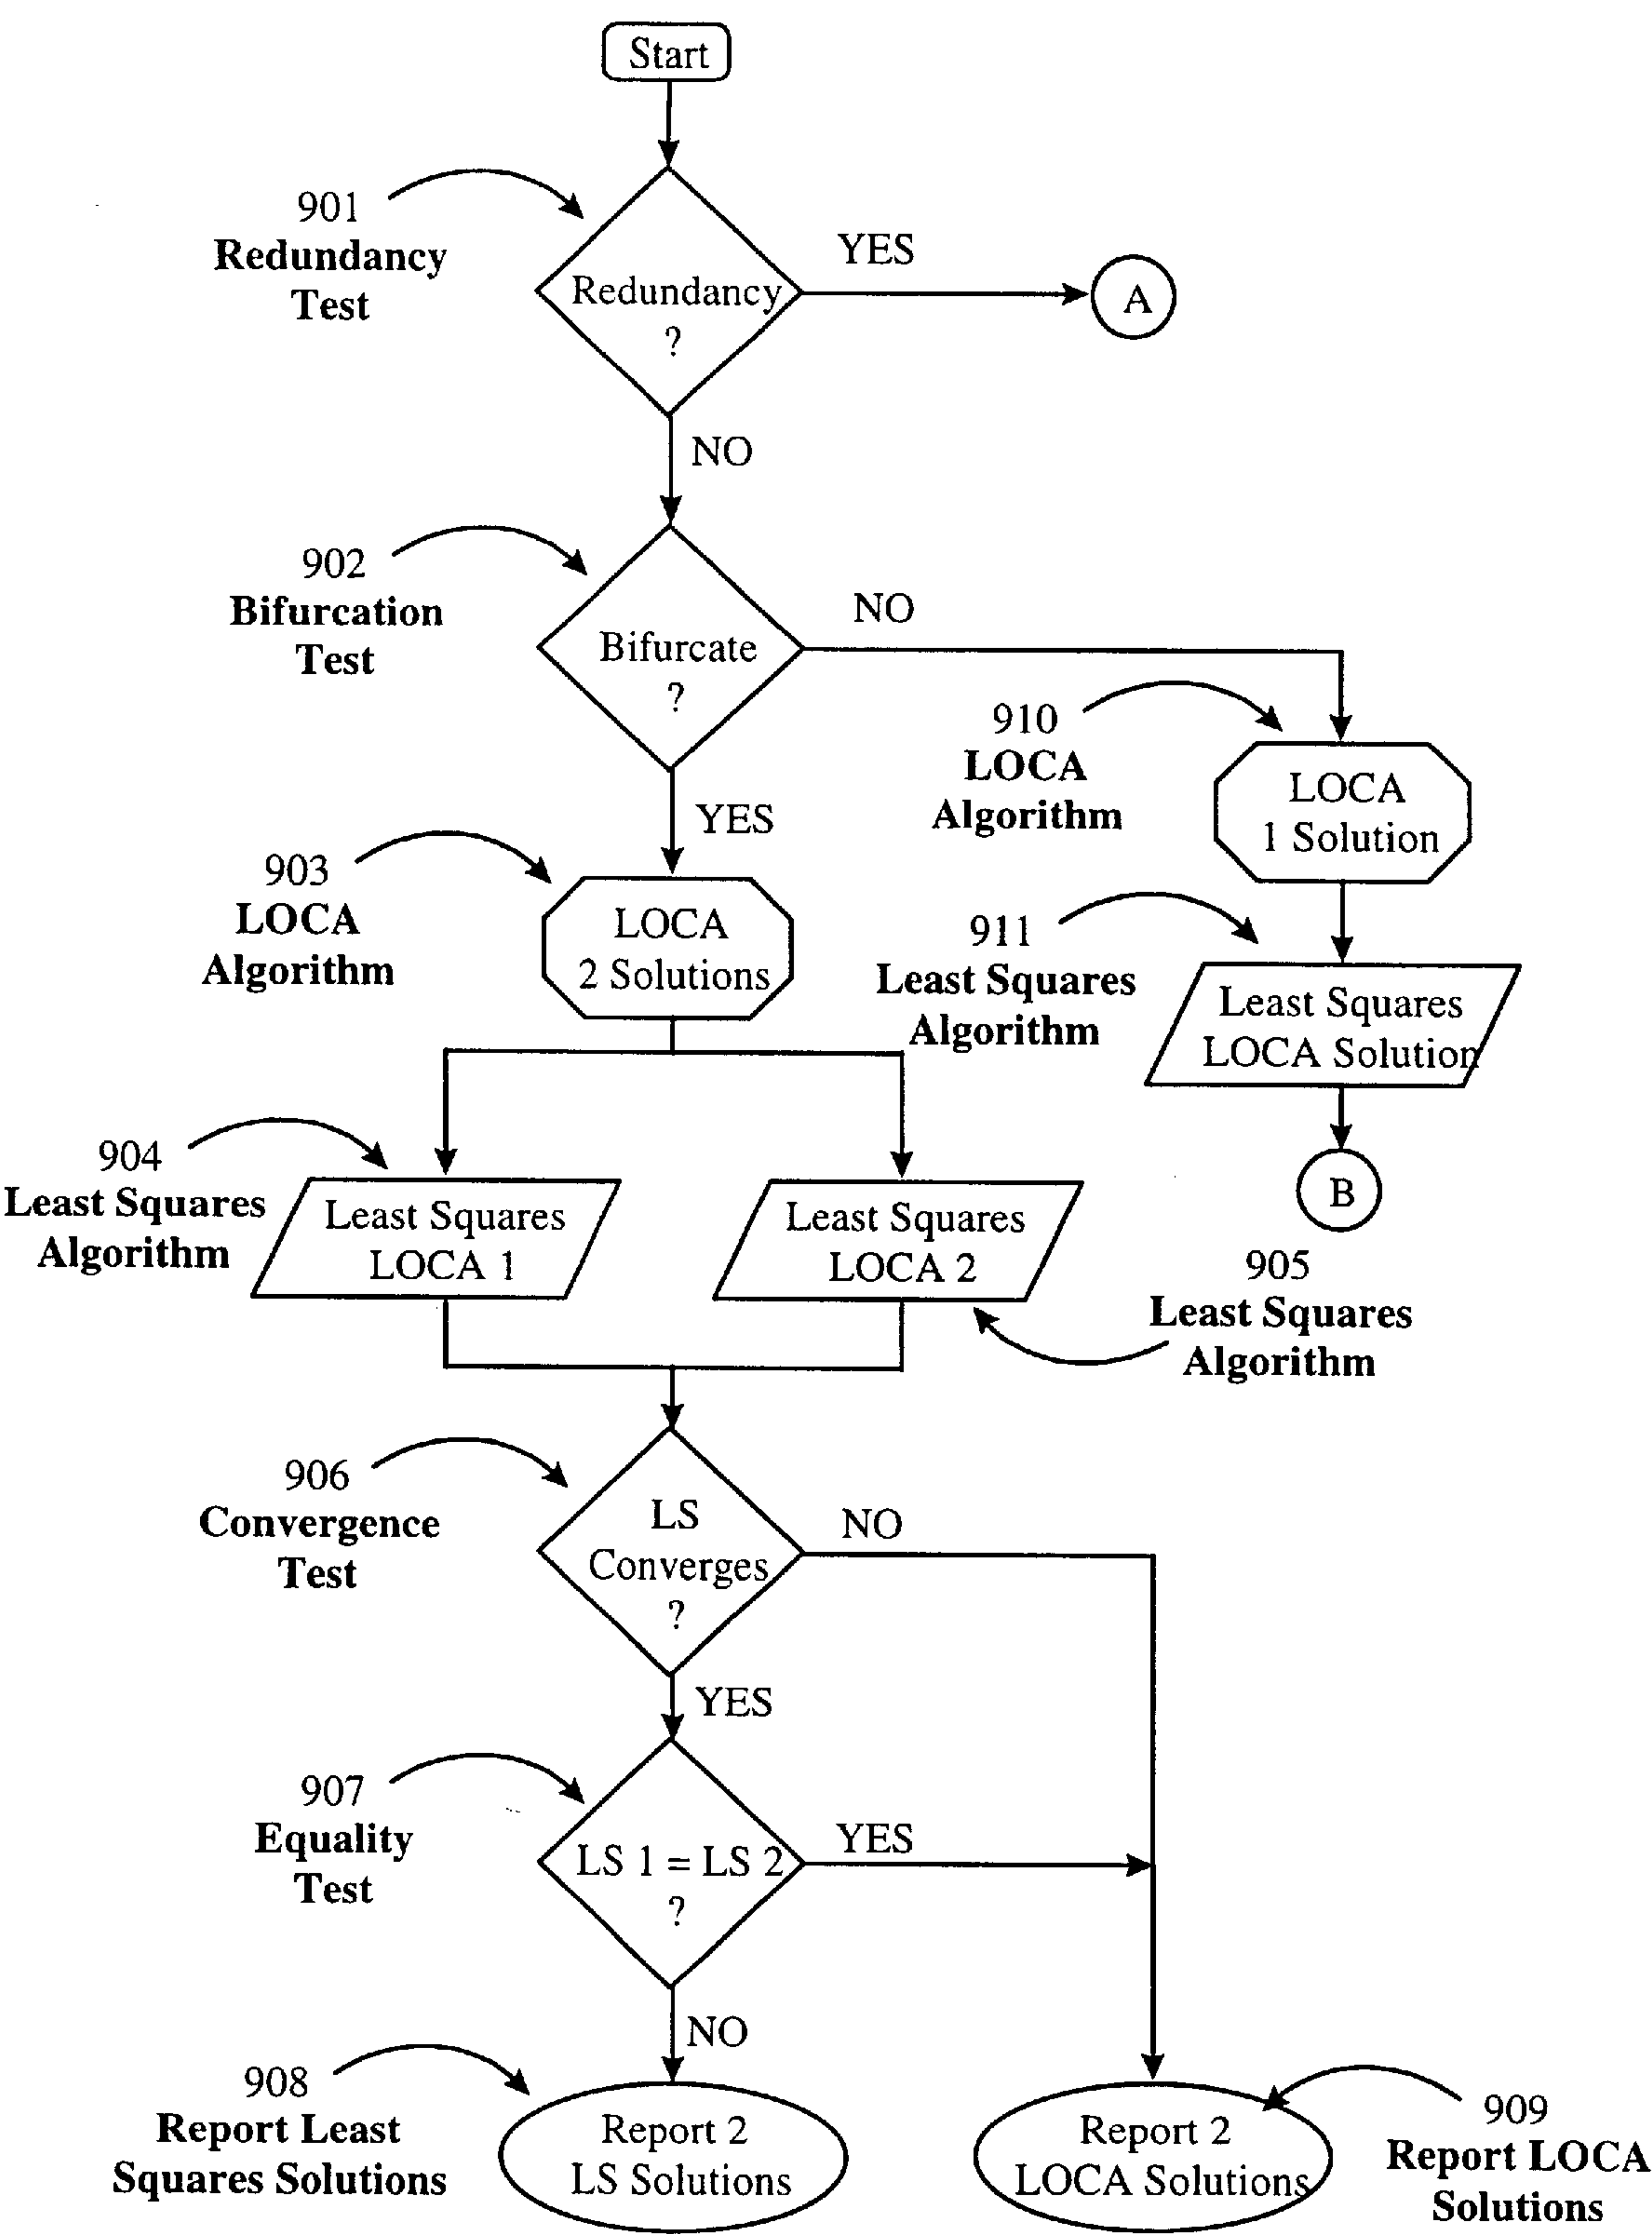 Start
901
Redundancy
Test
Redundancy
?
YES
A
NO
902
Bifurcation
Test
Bifurcate
?
NO
910
LOCA
Algorithm
LOCA
1 Solution
YES
903
LOCA
Algorithm
LOCA
2 Solutions
911
Least Squares
Algorithm
Least Squares
LOCA Solution
B
904
Least Squares
Algorithm
Least Squares
LOCA 1
Least Squares
LOCA 2
905
Least Squares
Algorithm
906
Convergence
Test
LS
Converges
?
NO
YES
907
Equality
Test
LS 1 = LS 2
?
YES
NO
908
Report Least
Squares Solutions
Report 2
LS Solutions
Report 2
LOCA Solutions
909
Report LOCA
Solutions